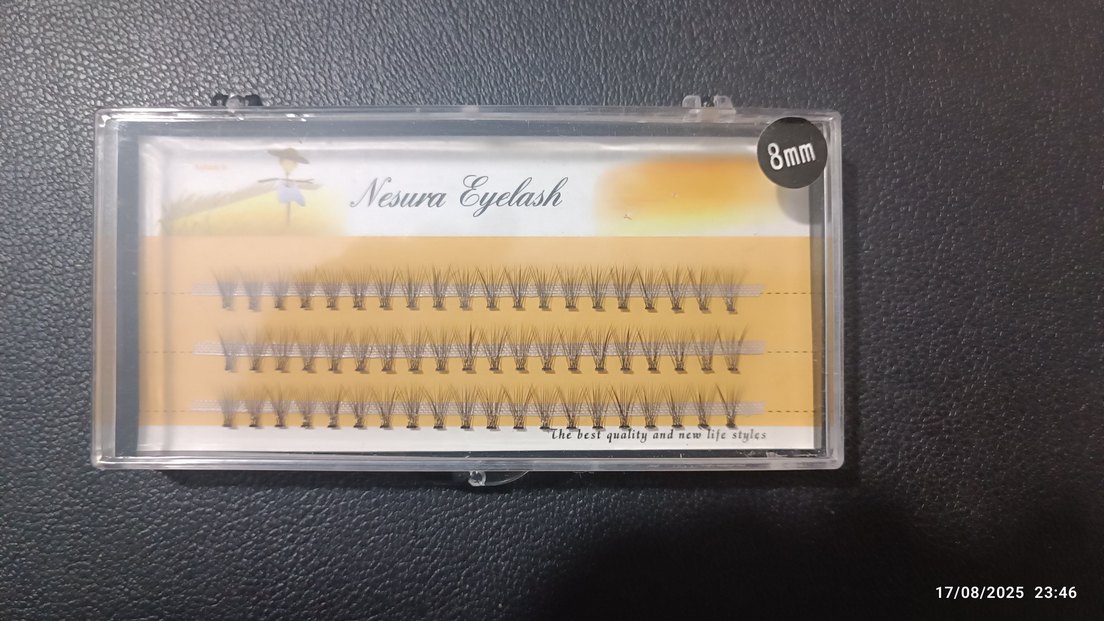 Nesura Eyelash
8mm
The best quality and new life styles
17/08/2025 23:46